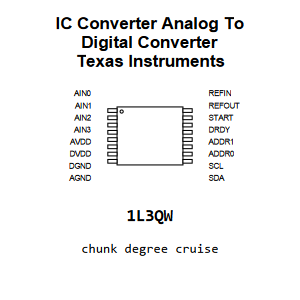 IC Converter Analog To
Digital Converter
Texas Instruments
AIN0 REFIN
AIN1 REFOUT
AIN2 START
AIN3 DRDY
AVDD ADDR1
DVDD ADDR0
DGND SCL
AGND SDA
1L3QW
chunk degree cruise